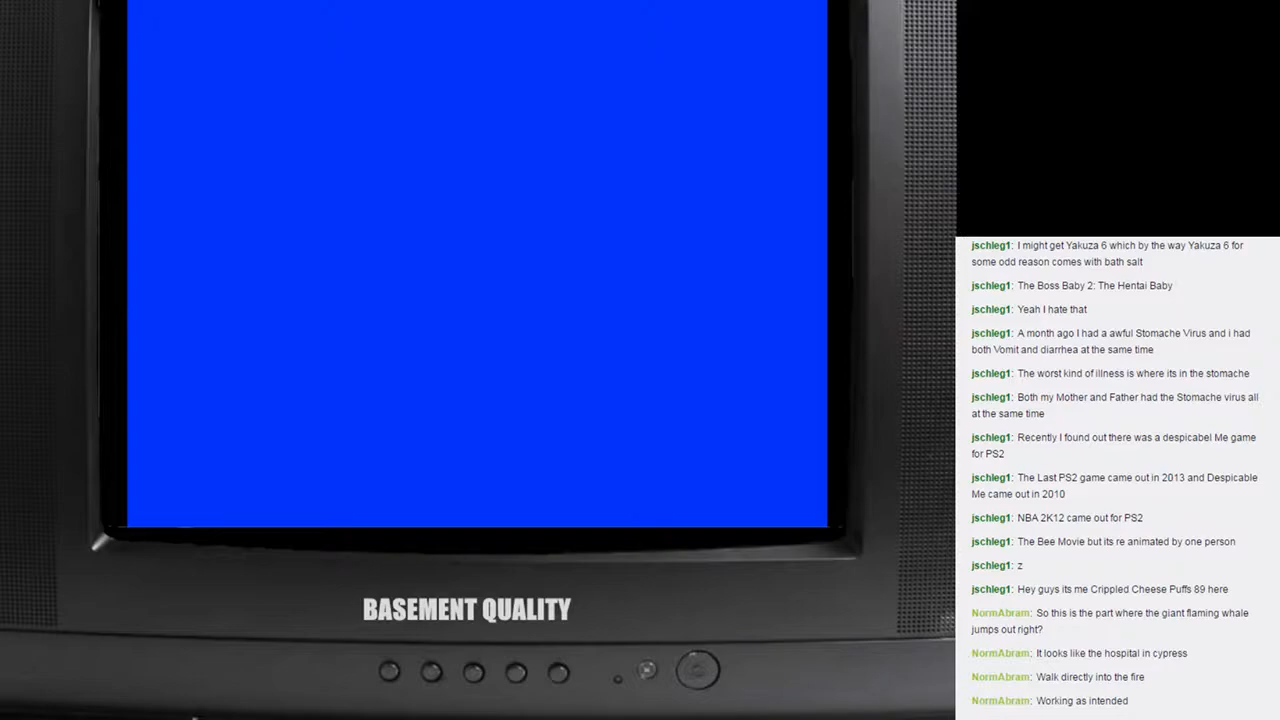 jschleg1: I might get Yakuza 6 which by the way Yakuza 6 for
some odd reason comes with bath salt
jschleg1: The Boss Baby 2: The Hentai Baby
jschleg1: Yeah I hate that
jschleg1: A month ago I had a awful Stomache Virus and i had
both Vomit and diarrhea at the same time
jschleg1: The worst kind of illness is where its in the stomache
jschleg1: Both my Mother and Father had the Stomache virus all
at the same time
jschleg1: Recently I found out there was a despicabel Me game
for PS2
jschleg1: The Last PS2 game came out in 2013 and Despicable
Me came out in 2010
jschleg1: NBA 2K12 came out for PS2
jschleg1: The Bee Movie but its re animated by one person
jschleg1: z
jschleg1: Hey guys its me Crippled Cheese Puffs 89 here
NormAbram: So this is the part where the giant flaming whale
jumps out right?
NormAbram: It looks like the hospital in cypress
NormAbram: Walk directly into the fire
NormAbram: Working as intended
BASEMENT QUALITY